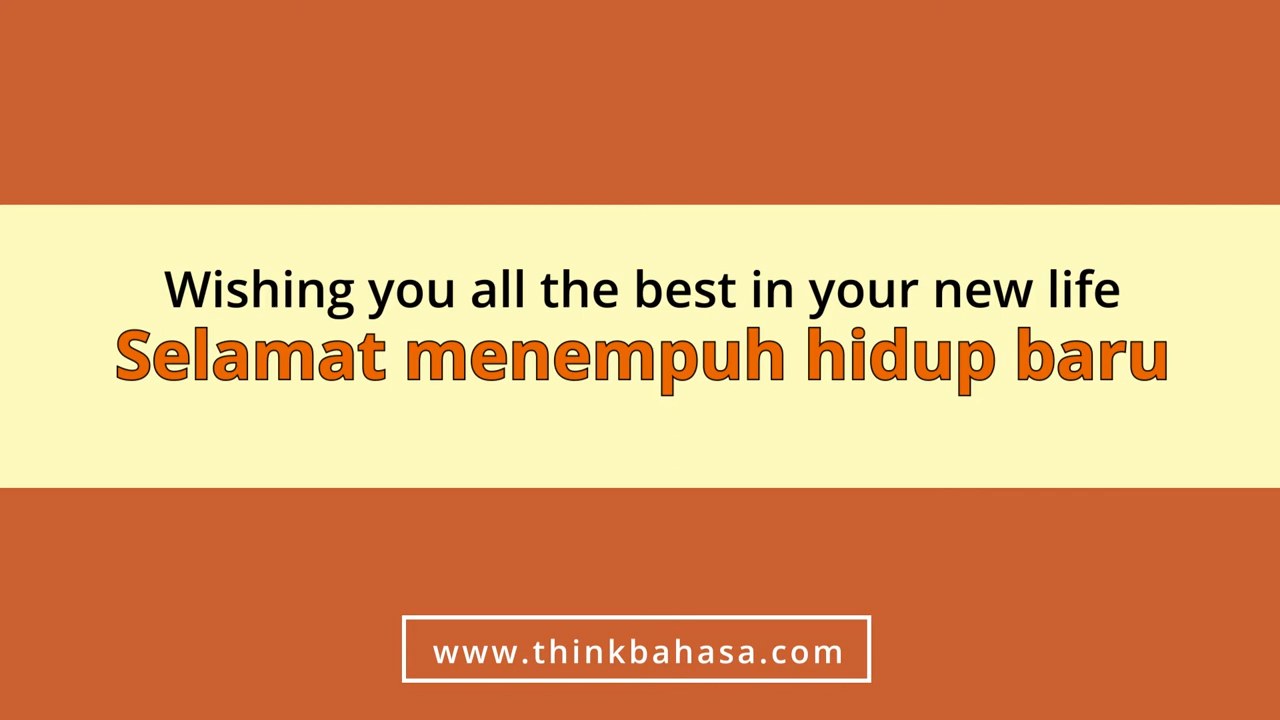 Wishing you all the best in your new life
Selamat menempuh hidup baru
www.thinkbahasa.com